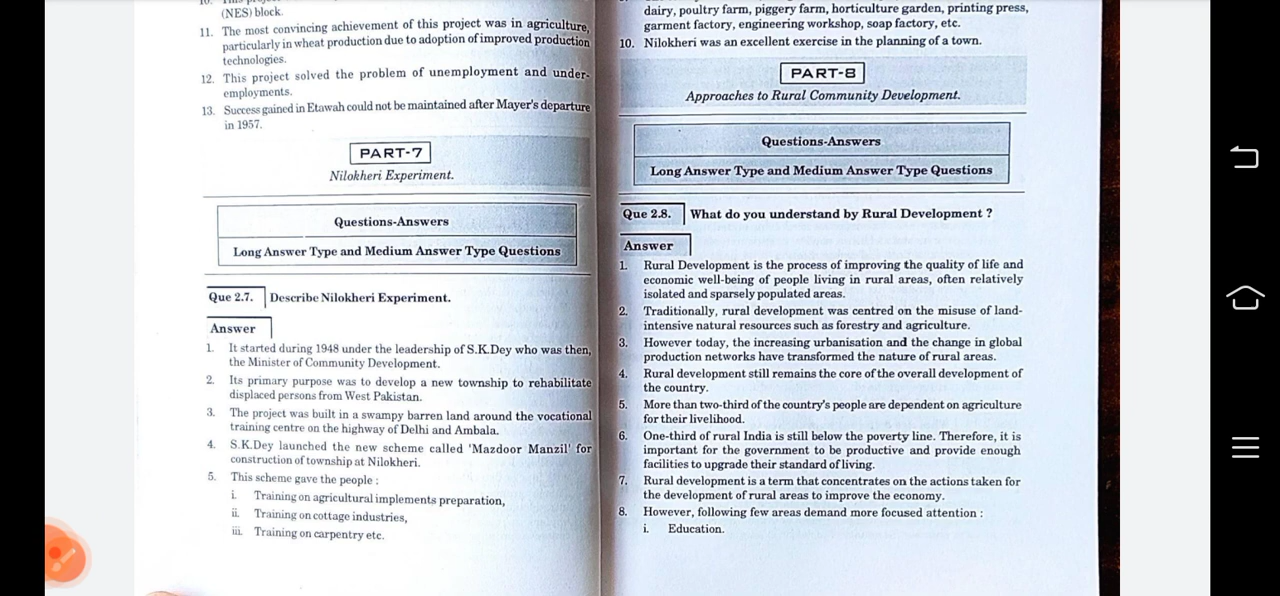 (NES) block.
11. The most convincing achievement of this project was in agriculture,
particularly in wheat production due to adoption of improved production
technologies.
12. This project solved the problem of unemployment and under-
employments.
13. Success gained in Etawah could not be maintained after Mayer's departure
in 1957.
PART-7
Nilokheri Experiment.
Questions-Answers
Long Answer Type and Medium Answer Type Questions
Que 2.7. Describe Nilokheri Experiment.
Answer
1. It started during 1948 under the leadership of S.K.Dey who was then,
the Minister of Community Development.
2. Its primary purpose was to develop a new township to rehabilitate
displaced persons from West Pakistan.
3. The project was built in a swampy barren land around the vocational
training centre on the highway of Delhi and Ambala.
4. S.K.Dey launched the new scheme called 'Mazdoor Manzil' for
construction of township at Nilokheri.
5. This scheme gave the people :
i. Training on agricultural implements preparation,
ii. Training on cottage industries,
iii. Training on carpentry etc.
dairy, poultry farm, piggery farm, horticulture garden, printing press,
garment factory, engineering workshop, soap factory, etc.
10. Nilokheri was an excellent exercise in the planning of a town.
PART-8
Approaches to Rural Community Development.
Questions-Answers
Long Answer Type and Medium Answer Type Questions
Que 2.8. What do you understand by Rural Development ?
Answer
1. Rural Development is the process of improving the quality of life and
economic well-being of people living in rural areas, often relatively
isolated and sparsely populated areas.
2. Traditionally, rural development was centred on the misuse of land-
intensive natural resources such as forestry and agriculture.
3. However today, the increasing urbanisation and the change in global
production networks have transformed the nature of rural areas.
4. Rural development still remains the core of the overall development of
the country.
5. More than two-third of the country's people are dependent on agriculture
for their livelihood.
6. One-third of rural India is still below the poverty line. Therefore, it is
important for the government to be productive and provide enough
facilities to upgrade their standard of living.
7. Rural development is a term that concentrates on the actions taken for
the development of rural areas to improve the economy.
8. However, following few areas demand more focused attention :
i. Education.